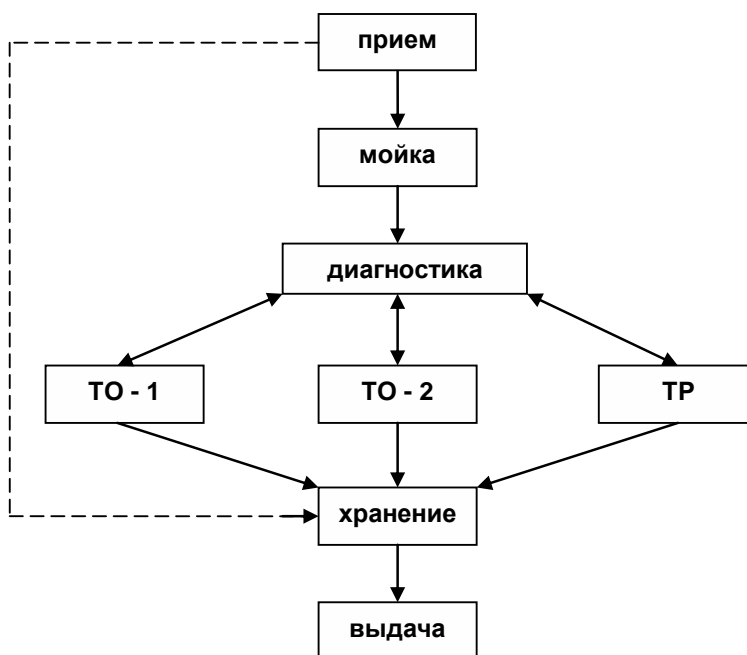 прием
мойка
диагностика
ТО - 1
ТО - 2
ТР
хранение
выдача